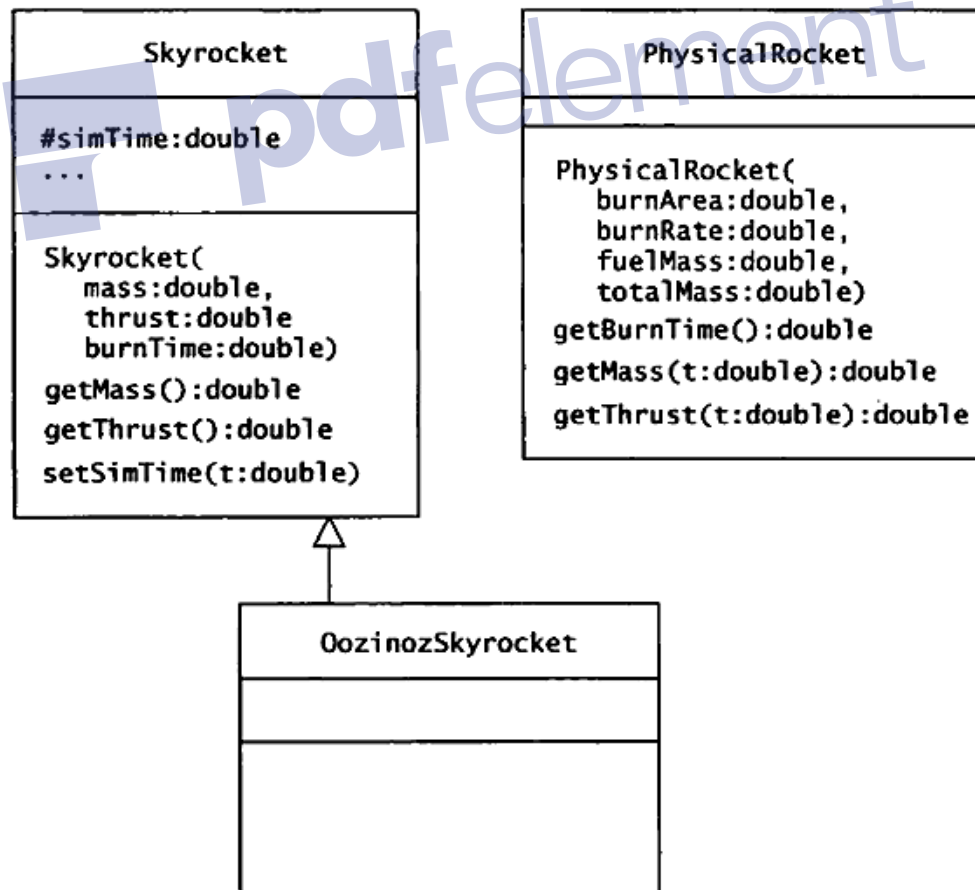 Skyrocket
#simTime:double
...
Skyrocket(
mass:double,
thrust:double
burnTime:double)
getMass():double
getThrust():double
setSimTime(t:double)
PhysicalRocket
PhysicalRocket(
burnArea:double,
burnRate:double,
fuelMass:double,
totalMass:double)
getBurnTime():double
getMass(t:double):double
getThrust(t:double):double
OozinozSkyrocket
pdfelement